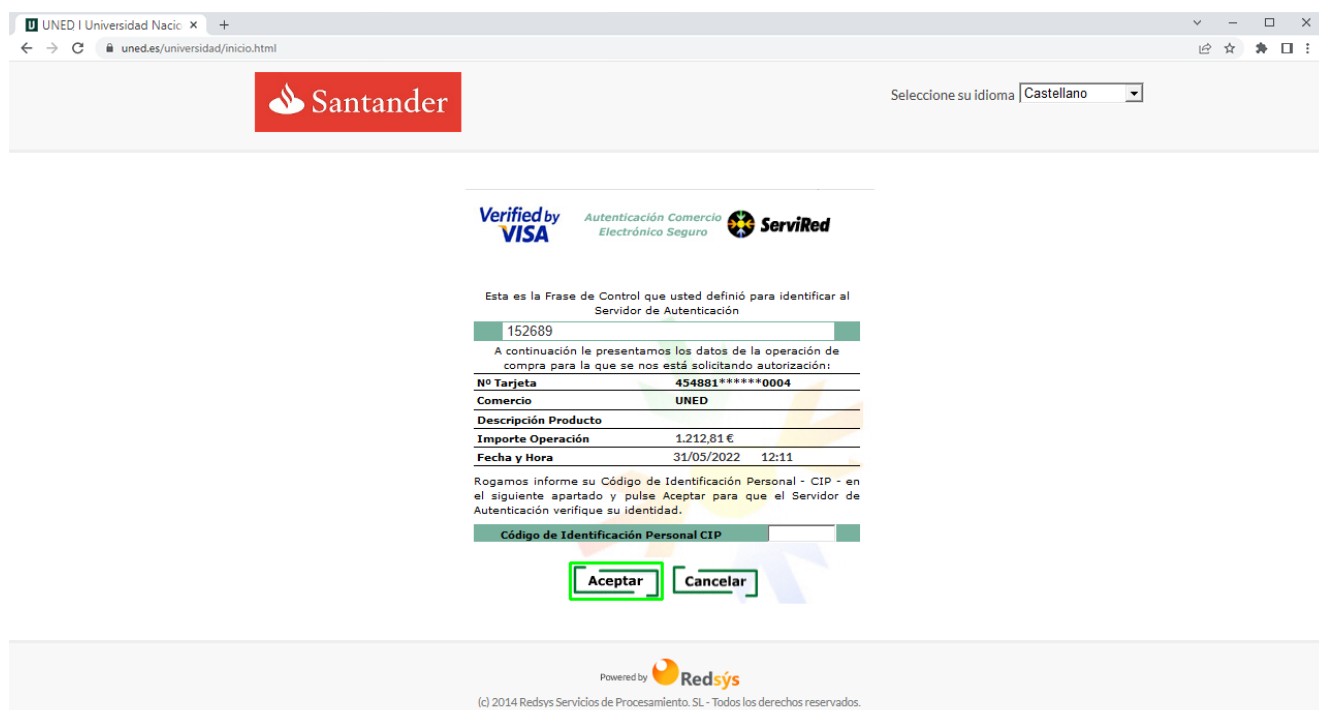 UNED | Universidad Nacio
uned.es/universidad/inicio.html
Santander
Seleccione su idioma Castellano
Verified by
VISA
Autenticación Comercio
Electrónico Seguro
ServiRed
Esta es la Frase de Control que usted definió para identificar al
Servidor de Autenticación
152689
A continuación le presentamos los datos de la operación de
compra para la que se nos está solicitando autorización:
Nº Tarjeta 454881******0004
Comercio UNED
Descripción Producto
Importe Operación 1.212,81 €
Fecha y Hora 31/05/2022 12:11
Rogamos informe su Código de Identificación Personal - CIP - en
el siguiente apartado y pulse Aceptar para que el Servidor de
Autenticación verifique su identidad.
Código de Identificación Personal CIP
Aceptar Cancelar
Powered by Redsýs
(c) 2014 Redsys Servicios de Procesamiento. SL - Todos los derechos reservados.